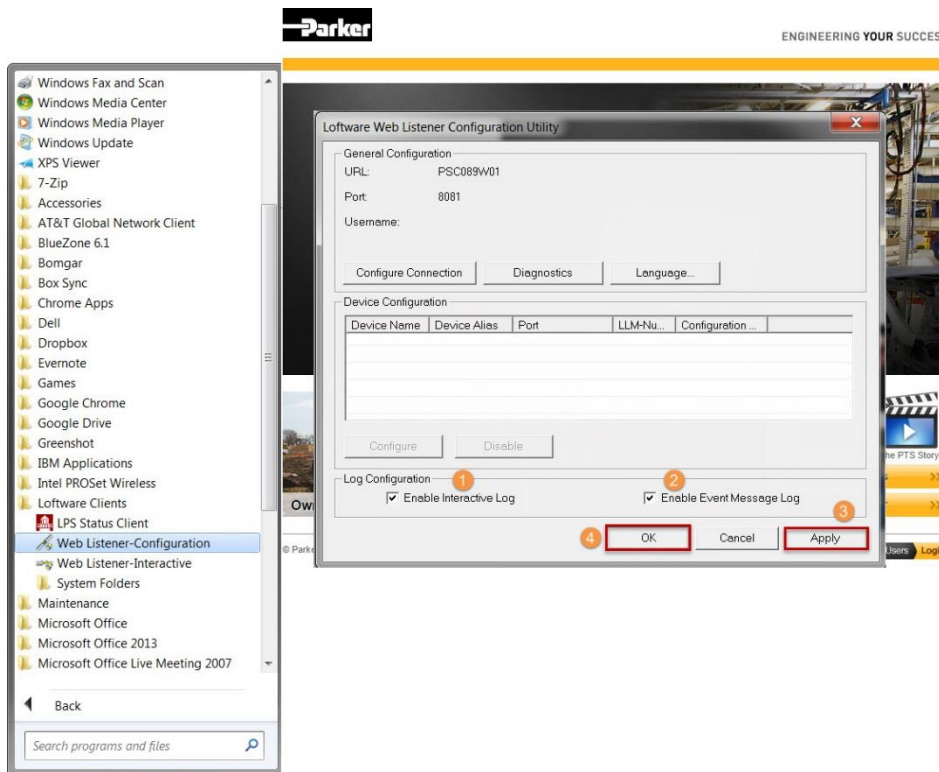 Parker
ENGINEERING YOUR SUCCES
Windows Fax and Scan
Windows Media Center
Windows Media Player
Windows Update
XPS Viewer
7-Zip
Accessories
AT&T Global Network Client
BlueZone 6.1
Bomgar
Box Sync
Chrome Apps
Dell
Dropbox
Evernote
Games
Google Chrome
Google Drive
Greenshot
IBM Applications
Intel PROSet Wireless
Loftware Clients
LPS Status Client
Web Listener-Configuration
Web Listener-Interactive
System Folders
Maintenance
Microsoft Office
Microsoft Office 2013
Microsoft Office Live Meeting 2007
Back
Search programs and files
Loftware Web Listener Configuration Utility
General Configuration
URL: PSC089W01
Port: 8081
Username:
Configure Connection Diagnostics Language...
Device Configuration
Device Name Device Alias Port LLM-Nu... Configuration ...
Configure Disable
Log Configuration
1 2
Enable Interactive Log Enable Event Message Log
3
4 OK Cancel Apply
he PTS Story
Ow
© Parke
Users Logi